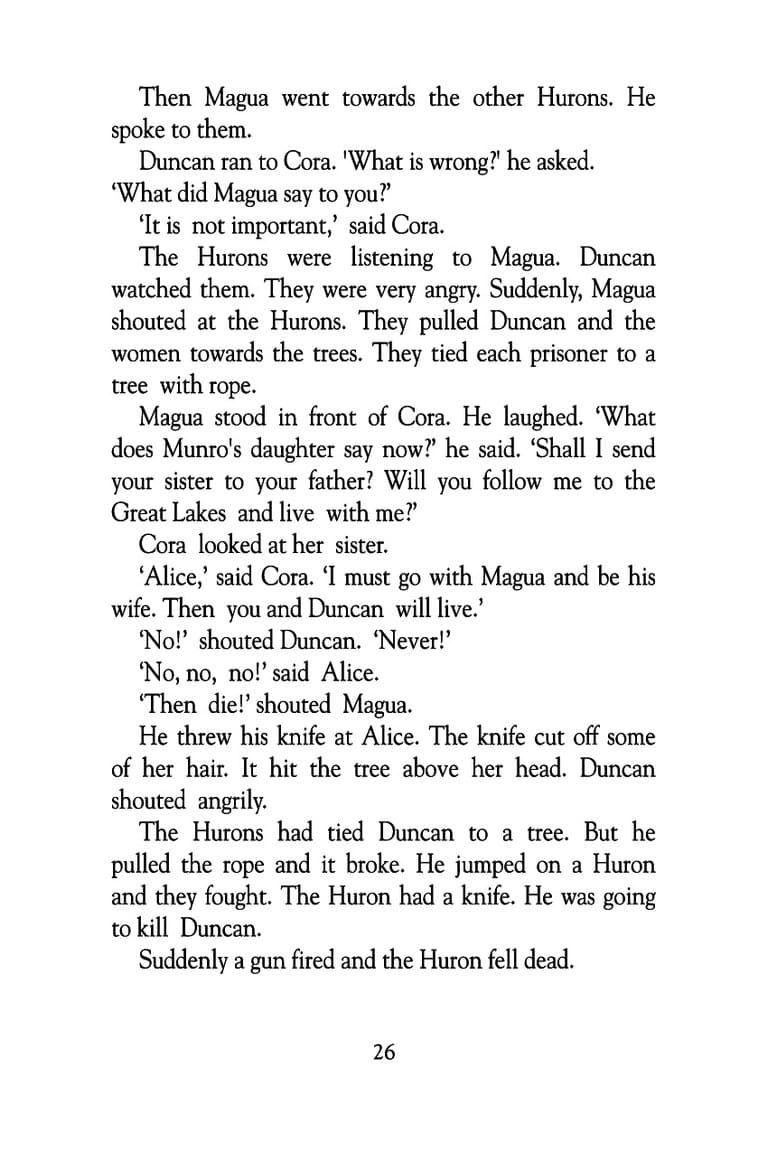 Then Magua went towards the other Hurons. He
spoke to them.
Duncan ran to Cora. 'What is wrong?' he asked.
‘What did Magua say to you?’
‘It is not important,’ said Cora.
The Hurons were listening to Magua. Duncan
watched them. They were very angry. Suddenly, Magua
shouted at the Hurons. They pulled Duncan and the
women towards the trees. They tied each prisoner to a
tree with rope.
Magua stood in front of Cora. He laughed. ‘What
does Munro's daughter say now?’ he said. ‘Shall I send
your sister to your father? Will you follow me to the
Great Lakes and live with me?’
Cora looked at her sister.
‘Alice,’ said Cora. ‘I must go with Magua and be his
wife. Then you and Duncan will live.’
‘No!’ shouted Duncan. ‘Never!’
‘No, no, no!’ said Alice.
‘Then die!’ shouted Magua.
He threw his knife at Alice. The knife cut off some
of her hair. It hit the tree above her head. Duncan
shouted angrily.
The Hurons had tied Duncan to a tree. But he
pulled the rope and it broke. He jumped on a Huron
and they fought. The Huron had a knife. He was going
to kill Duncan.
Suddenly a gun fired and the Huron fell dead.
26